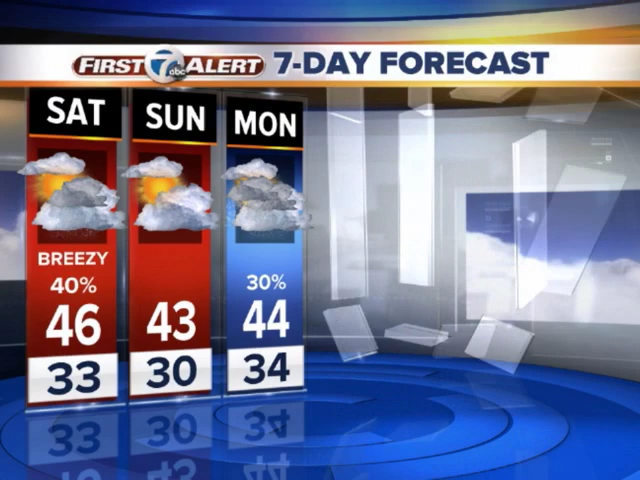 FIRST 7 abc ALERT 7-DAY FORECAST
SAT
BREEZY
40%
46
33
SUN
43
30
MON
30%
44
34